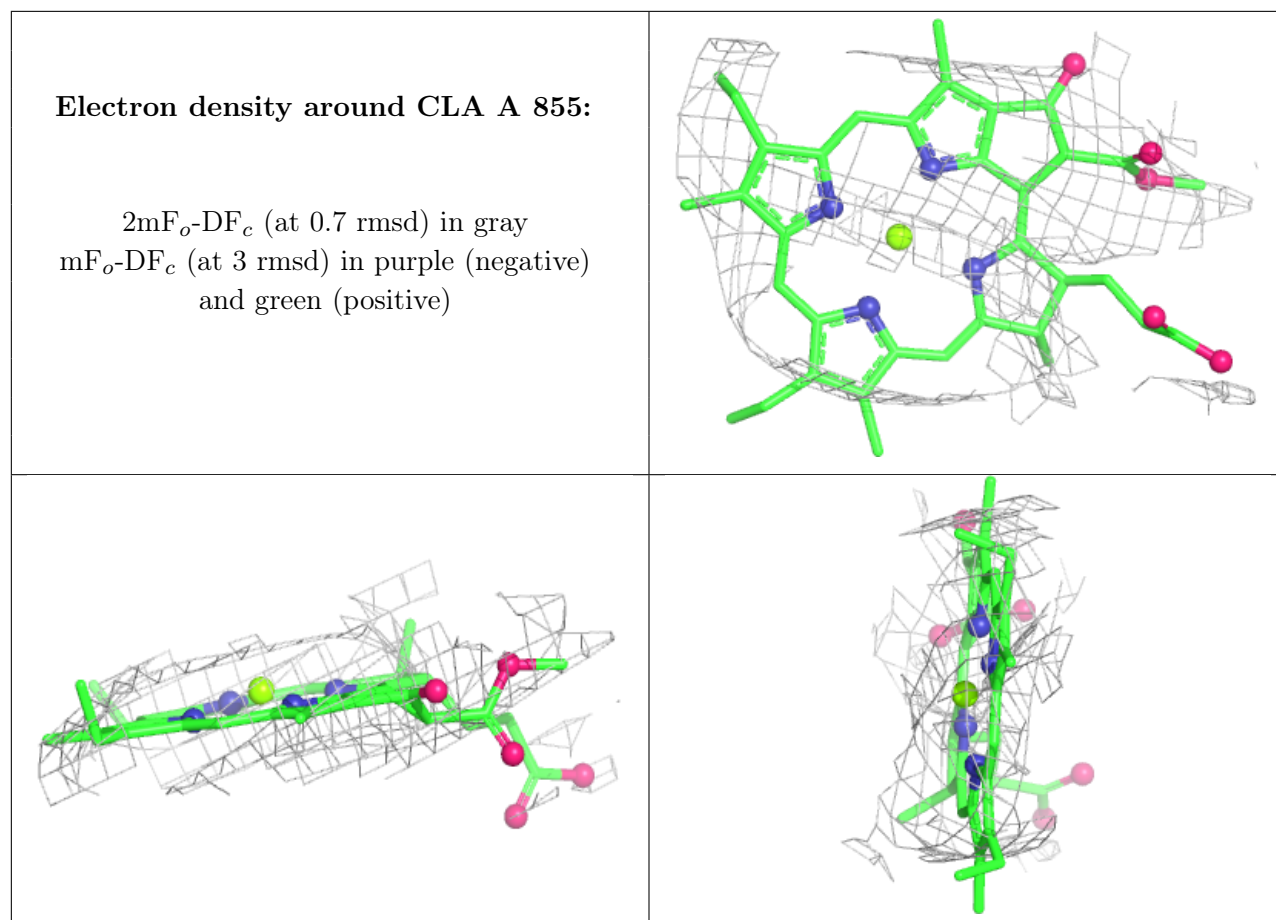 Electron density around CLA A 855:
2mFo-DFc (at 0.7 rmsd) in gray
mFo-DFc (at 3 rmsd) in purple (negative)
and green (positive)